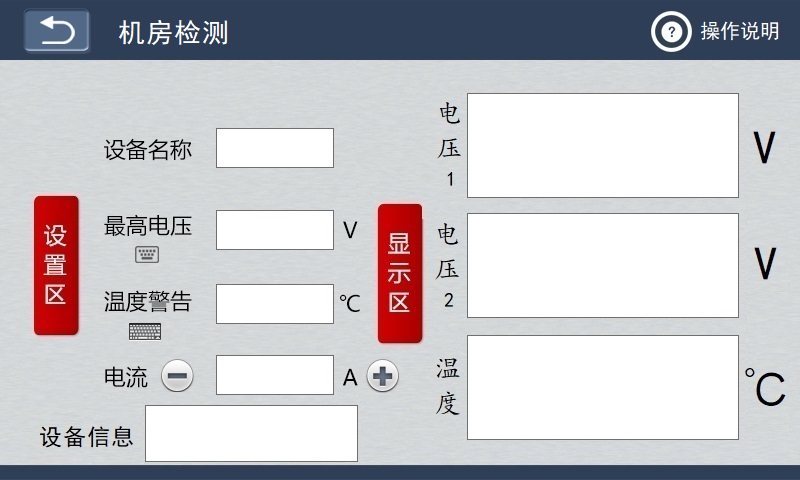 机房检测
? 操作说明
设置区
设备名称
最高电压 V
温度警告 ℃
电流 A
设备信息
显示区
电压1 V
电压2 V
温度 ℃